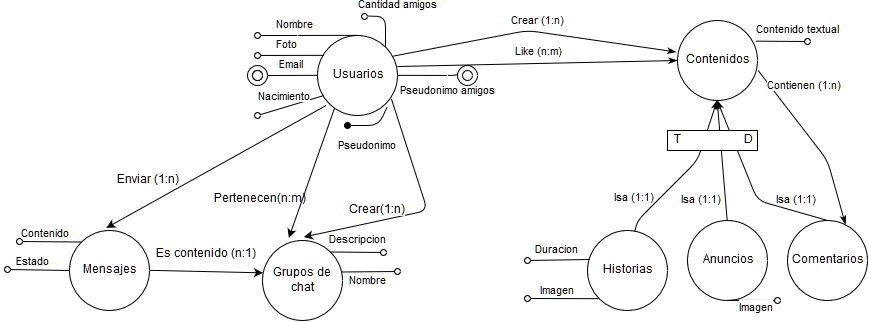 Cantidad amigos
Nombre
Crear (1:n)
Contenido textual
Foto
Like (n:m)
Email
Usuarios
Contenidos
Nacimiento
Pseudonimo amigos
Contienen (1:n)
Pseudonimo
T D
Enviar (1:n)
Pertenecen(n:m)
Crear(1:n)
Isa (1:1)
Isa (1:1)
Isa (1:1)
Contenido
Descripcion
Es contenido (n:1)
Duracion
Estado
Mensajes
Grupos de
chat
Nombre
Historias
Anuncios
Comentarios
Imagen
Imagen